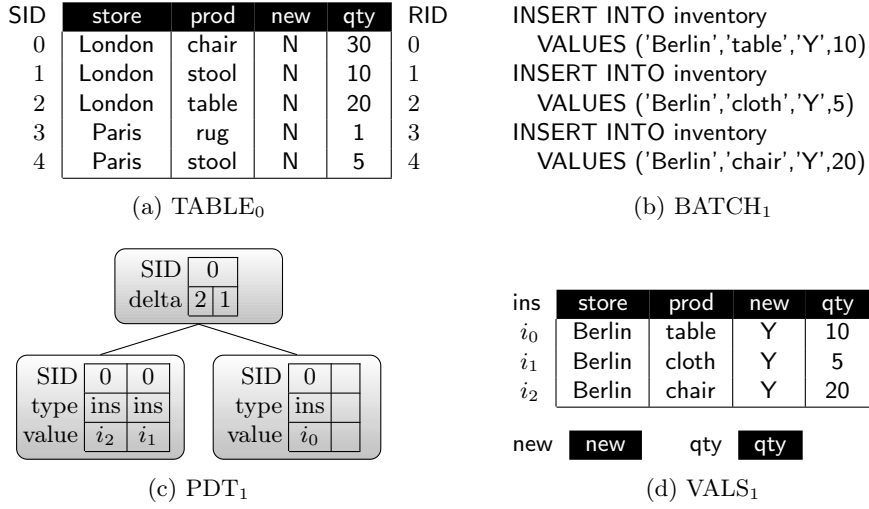 SID store prod new qty RID
0 London chair N 30 0
1 London stool N 10 1
2 London table N 20 2
3 Paris rug N 1 3
4 Paris stool N 5 4
(a) TABLE₀
INSERT INTO inventory
VALUES ('Berlin','table','Y',10)
INSERT INTO inventory
VALUES ('Berlin','cloth','Y',5)
INSERT INTO inventory
VALUES ('Berlin','chair','Y',20)
(b) BATCH₁
SID 0
delta 2 1
SID 0 0
type ins ins
value i₂ i₁
SID 0
type ins
value i₀
(c) PDT₁
ins store prod new qty
i₀ Berlin table Y 10
i₁ Berlin cloth Y 5
i₂ Berlin chair Y 20
new new qty qty
(d) VALS₁